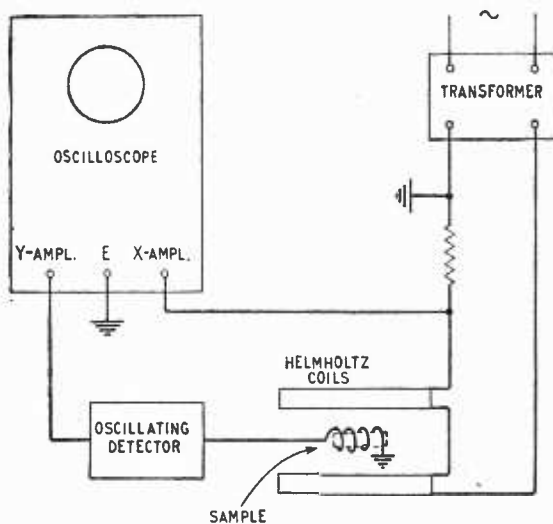 ~
TRANSFORMER
OSCILLOSCOPE
Y-AMPL. E X-AMPL.
HELMHOLTZ
COILS
OSCILLATING
DETECTOR
SAMPLE